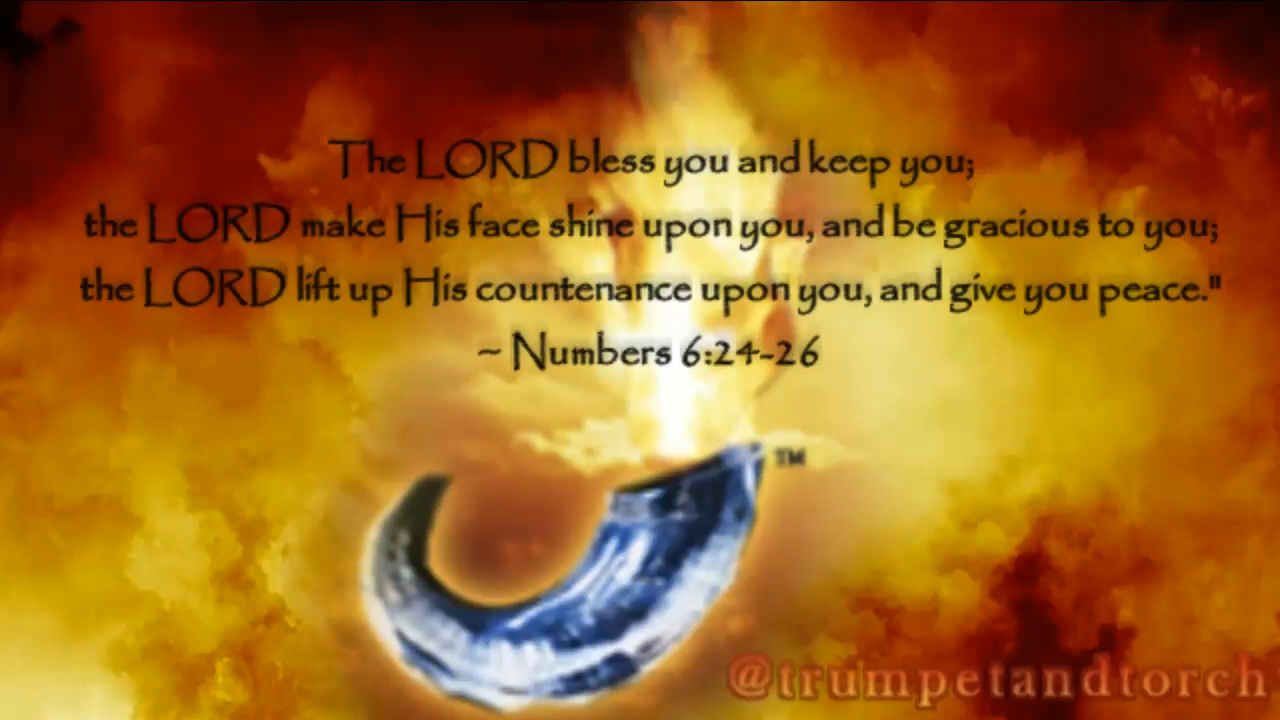 The LORD bless you and keep you;
the LORD make His face shine upon you, and be gracious to you;
the LORD lift up His countenance upon you, and give you peace."
~ Numbers 6:24-26
TM
@trumpetandtorch